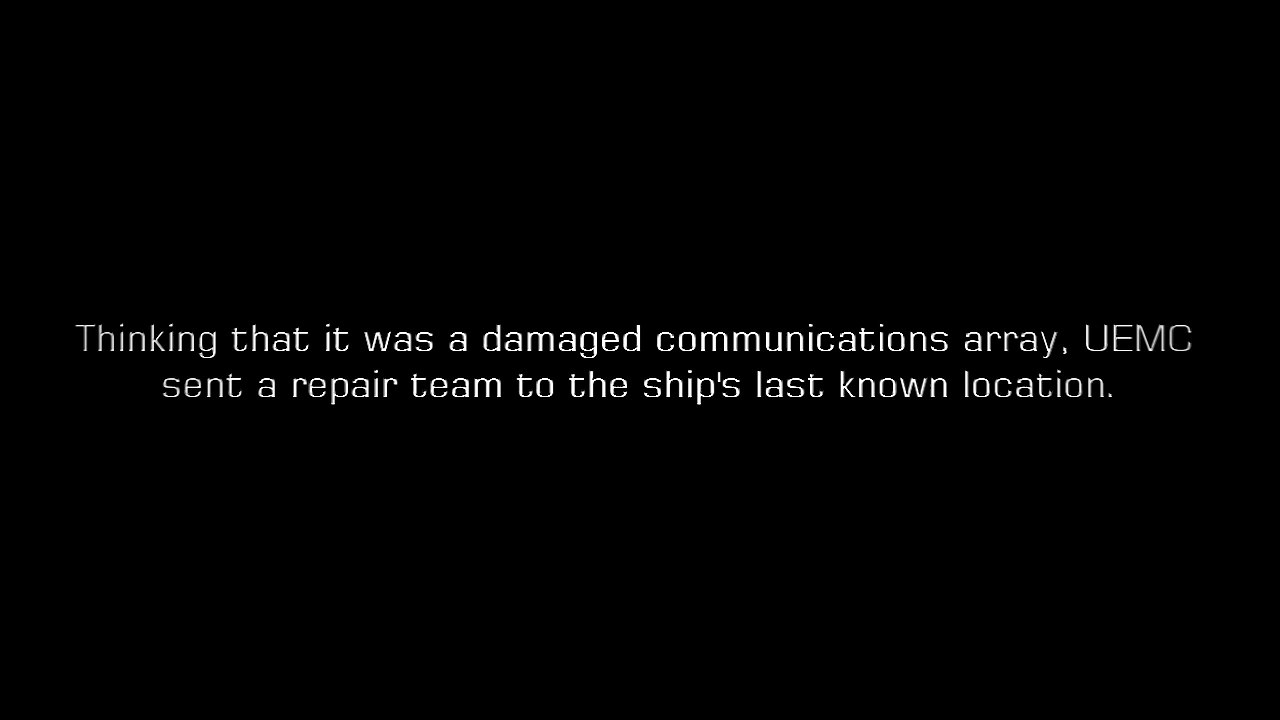 Thinking that it was a damaged communications array, UEMC
sent a repair team to the ship's last known location.